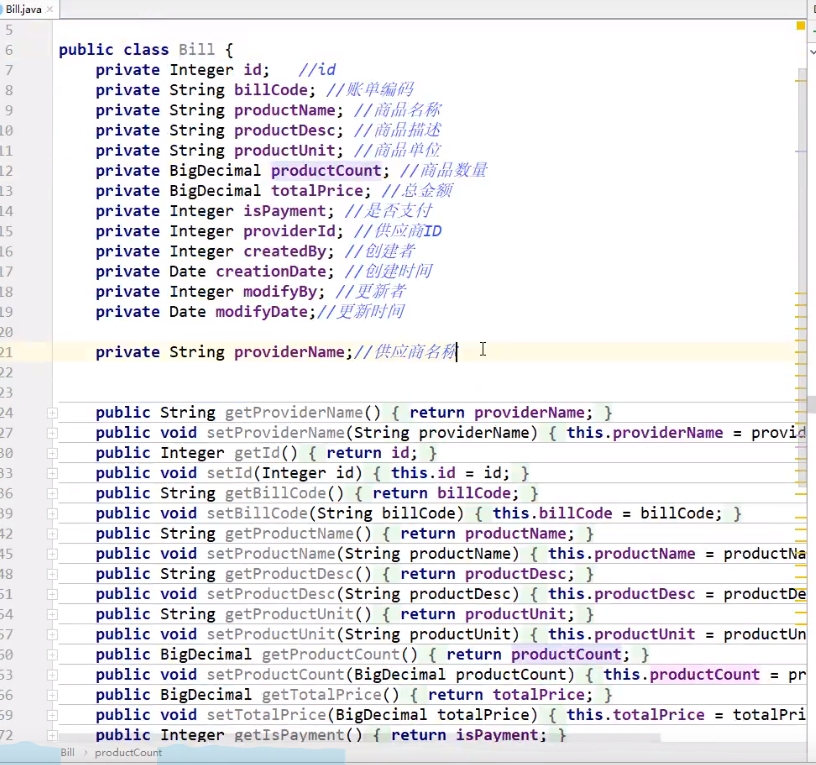 Bill.java
5
6 public class Bill {
7 private Integer id; //id
8 private String billCode; //账单编码
9 private String productName; //商品名称
10 private String productDesc; //商品描述
11 private String productUnit; //商品单位
12 private BigDecimal productCount; //商品数量
13 private BigDecimal totalPrice; //总金额
14 private Integer isPayment; //是否支付
15 private Integer providerId; //供应商ID
16 private Integer createdBy; //创建者
17 private Date creationDate; //创建时间
18 private Integer modifyBy; //更新者
19 private Date modifyDate;//更新时间
20
21 private String providerName;//供应商名称
22
23
24 public String getProviderName() { return providerName; }
27 public void setProviderName(String providerName) { this.providerName = provid
30 public Integer getId() { return id; }
33 public void setId(Integer id) { this.id = id; }
36 public String getBillCode() { return billCode; }
39 public void setBillCode(String billCode) { this.billCode = billCode; }
42 public String getProductName() { return productName; }
45 public void setProductName(String productName) { this.productName = productNa
48 public String getProductDesc() { return productDesc; }
51 public void setProductDesc(String productDesc) { this.productDesc = productDe
54 public String getProductUnit() { return productUnit; }
57 public void setProductUnit(String productUnit) { this.productUnit = productUn
60 public BigDecimal getProductCount() { return productCount; }
63 public void setProductCount(BigDecimal productCount) { this.productCount = pr
66 public BigDecimal getTotalPrice() { return totalPrice; }
69 public void setTotalPrice(BigDecimal totalPrice) { this.totalPrice = totalPri
72 public Integer getIsPayment() { return isPayment; }
Bill › productCount